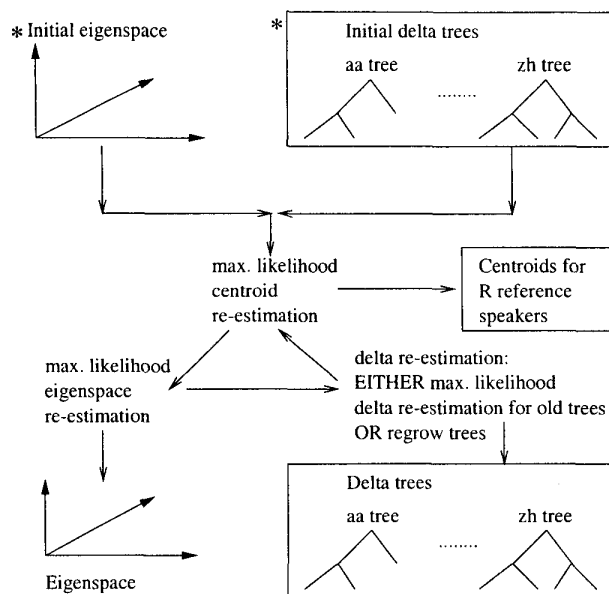 * Initial eigenspace
* Initial delta trees
aa tree ........ zh tree
max. likelihood
centroid
re-estimation
Centroids for
R reference
speakers
max. likelihood
eigenspace
re-estimation
delta re-estimation:
EITHER max. likelihood
delta re-estimation for old trees
OR regrow trees
Eigenspace
Delta trees
aa tree ........ zh tree